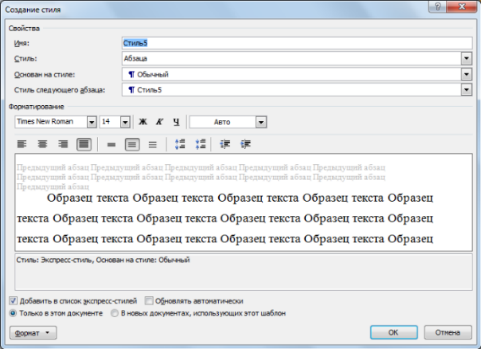 Создание стиля
Свойства
Имя: Стиль5
Стиль: Абзаца
Основан на стиле: ¶ Обычный
Стиль следующего абзаца: ¶ Стиль5
Форматирование
Times New Roman 14 Ж К Ч Авто
Предыдущий абзац Предыдущий абзац Предыдущий абзац Предыдущий абзац Предыдущий абзац
Предыдущий абзац Предыдущий абзац Предыдущий абзац Предыдущий абзац Предыдущий абзац
Предыдущий абзац
Образец текста Образец текста Образец текста Образец текста Образец
текста Образец текста Образец текста Образец текста Образец текста Образец
текста Образец текста Образец текста Образец текста Образец текста Образец
Стиль: Экспресс-стиль, Основан на стиле: Обычный
Добавить в список экспресс-стилей Обновлять автоматически
Только в этом документе В новых документах, использующих этот шаблон
Формат ОК Отмена